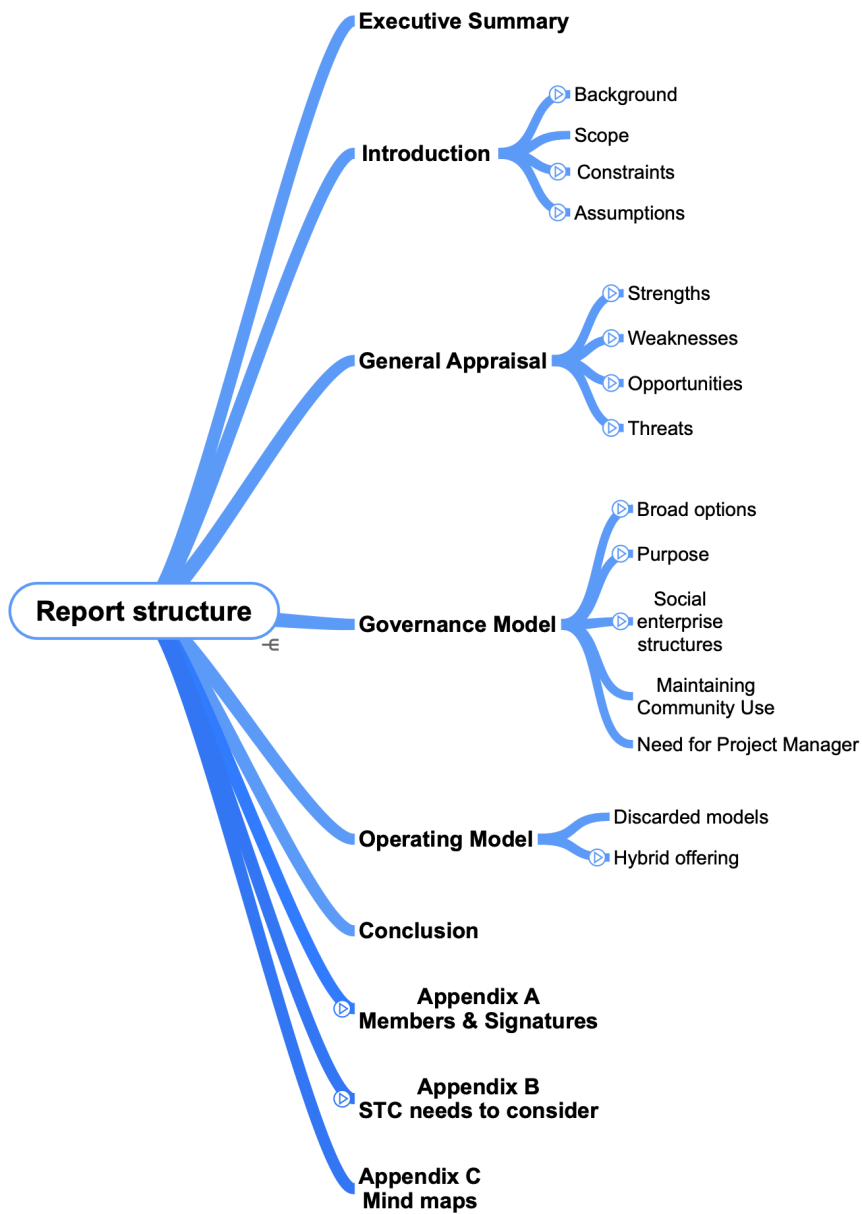 Executive Summary
Introduction
Background
Scope
Constraints
Assumptions
General Appraisal
Strengths
Weaknesses
Opportunities
Threats
Report structure
Governance Model
Broad options
Purpose
Social
enterprise
structures
Maintaining
Community Use
Need for Project Manager
Operating Model
Discarded models
Hybrid offering
Conclusion
Appendix A
Members & Signatures
Appendix B
STC needs to consider
Appendix C
Mind maps